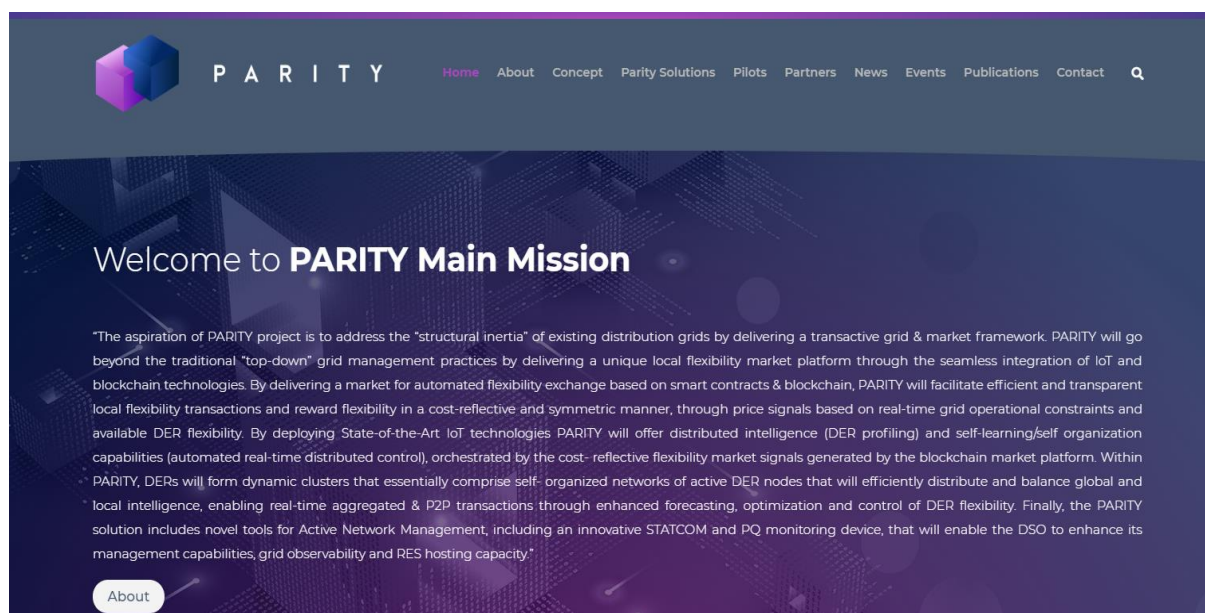 PARITY
Home About Concept Parity Solutions Pilots Partners News Events Publications Contact
Welcome to PARITY Main Mission
“The aspiration of PARITY project is to address the “structural inertia” of existing distribution grids by delivering a transactive grid & market framework. PARITY will go
beyond the traditional “top-down” grid management practices by delivering a unique local flexibility market platform through the seamless integration of IoT and
blockchain technologies. By delivering a market for automated flexibility exchange based on smart contracts & blockchain, PARITY will facilitate efficient and transparent
local flexibility transactions and reward flexibility in a cost-reflective and symmetric manner, through price signals based on real-time grid operational constraints and
available DER flexibility. By deploying State-of-the-Art IoT technologies PARITY will offer distributed intelligence (DER profiling) and self-learning/self organization
capabilities (automated real-time distributed control), orchestrated by the cost- reflective flexibility market signals generated by the blockchain market platform. Within
PARITY, DERs will form dynamic clusters that essentially comprise self- organized networks of active DER nodes that will efficiently distribute and balance global and
local intelligence, enabling real-time aggregated & P2P transactions through enhanced forecasting, optimization and control of DER flexibility. Finally, the PARITY
solution includes novel tools for Active Network Management, including an innovative STATCOM and PQ monitoring device, that will enable the DSO to enhance its
management capabilities, grid observability and RES hosting capacity.”
About